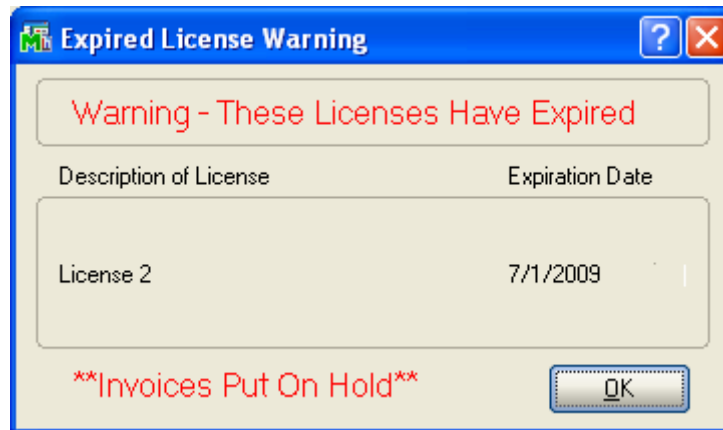 Expired License Warning
Warning - These Licenses Have Expired
Description of License Expiration Date
License 2 7/1/2009
**Invoices Put On Hold** OK